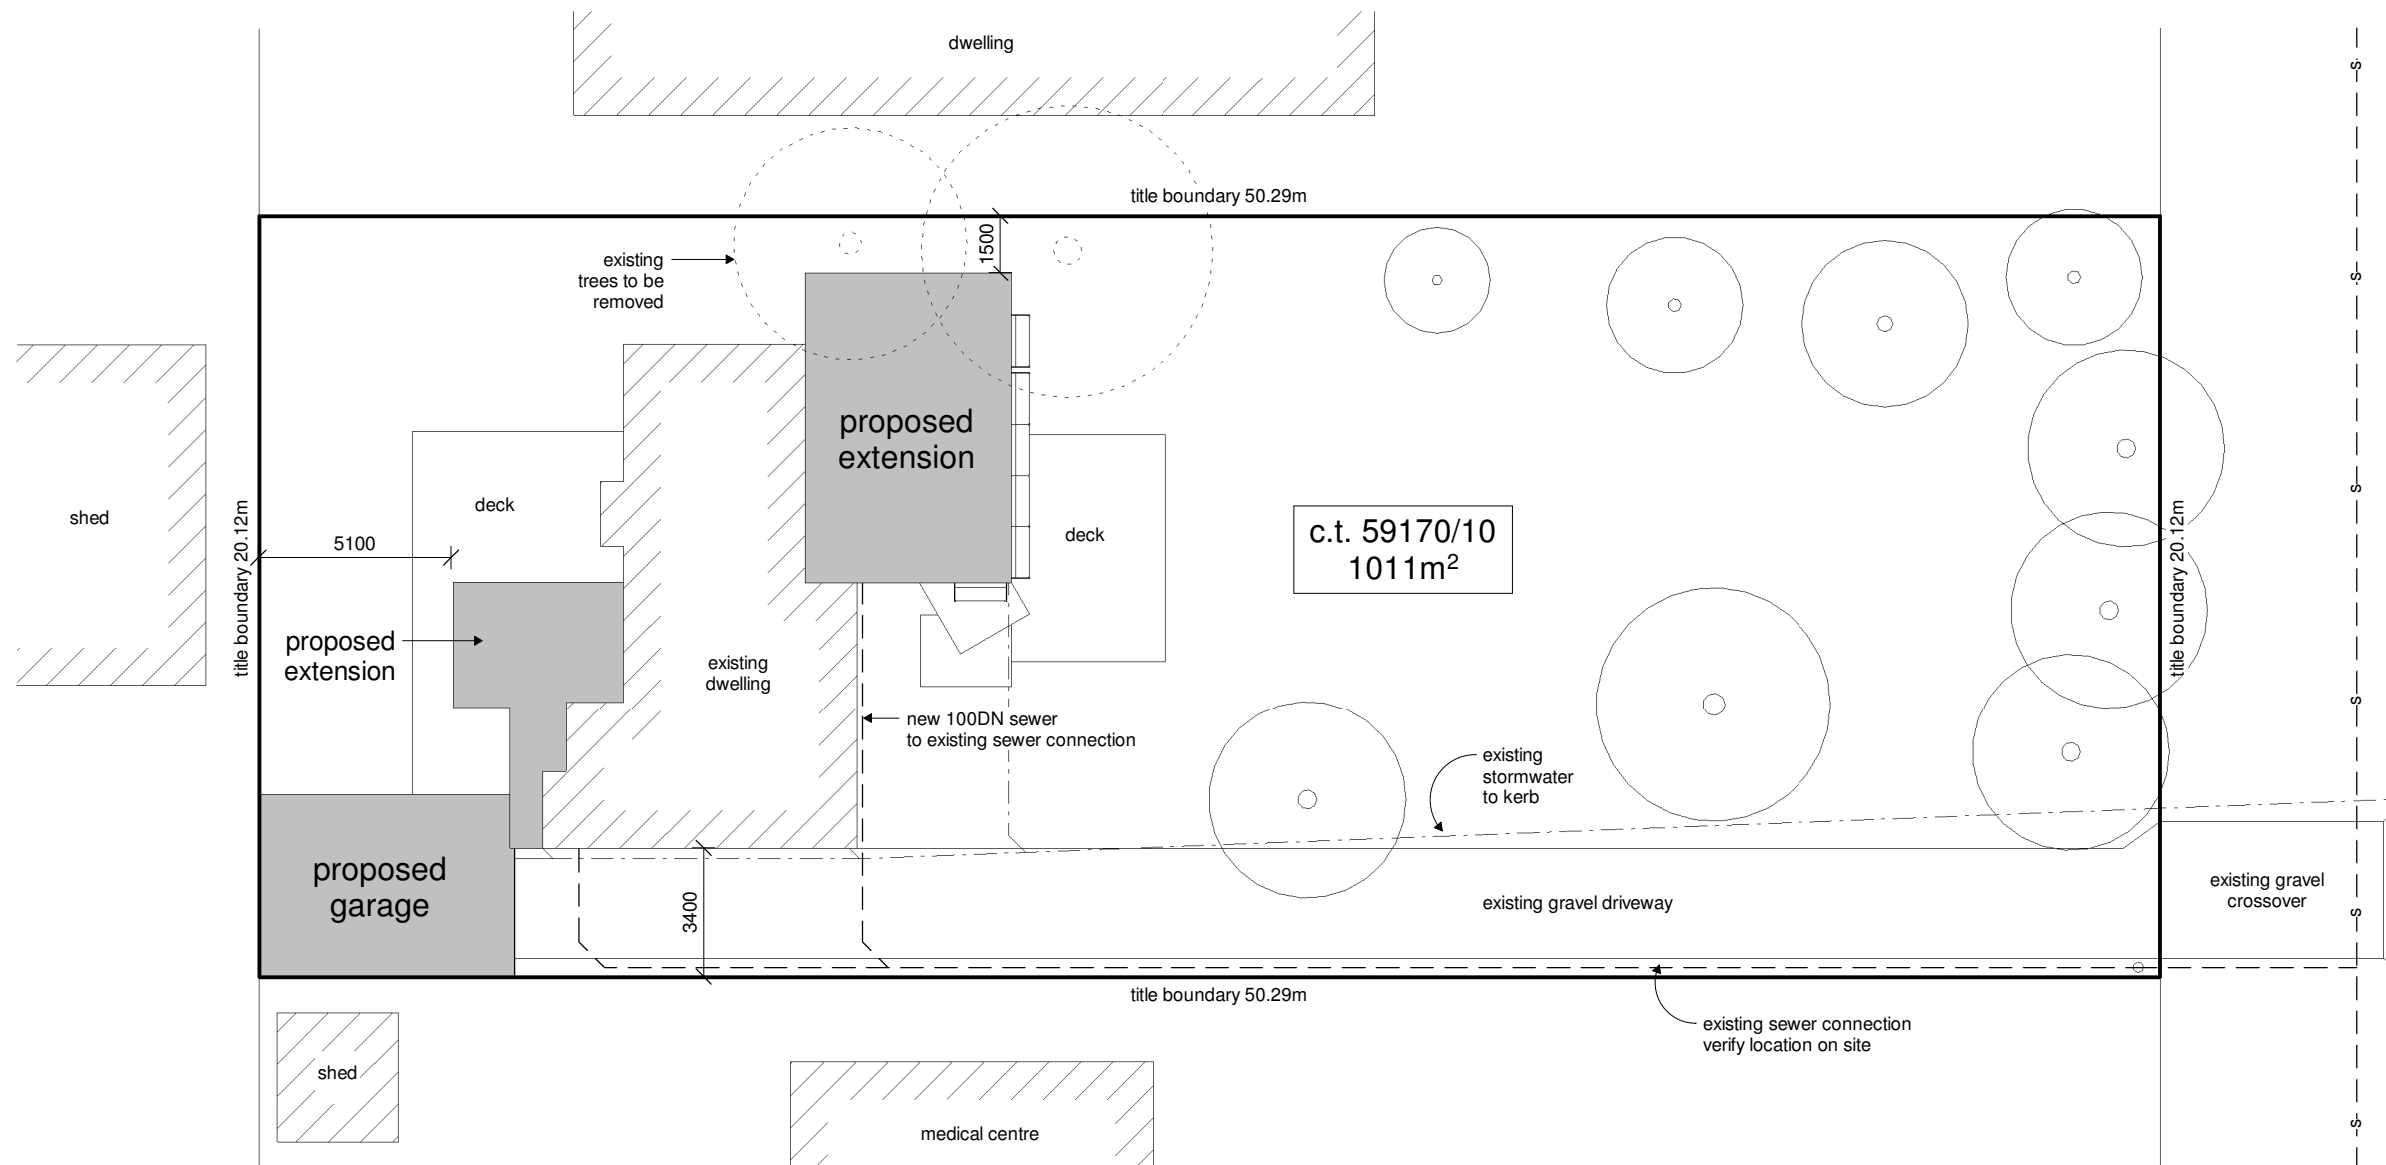 dwelling
title boundary 50.29m
1500
existing
trees to be
removed
proposed
extension
shed
deck
deck
c.t. 59170/10
1011m²
title boundary 20.12m
title boundary 20.12m
5100
proposed
extension
existing
dwelling
new 100DN sewer
to existing sewer connection
existing
stormwater
to kerb
proposed
garage
3400
existing gravel driveway
existing gravel
crossover
title boundary 50.29m
existing sewer connection
verify location on site
shed
medical centre
s
s
s
s
s
s